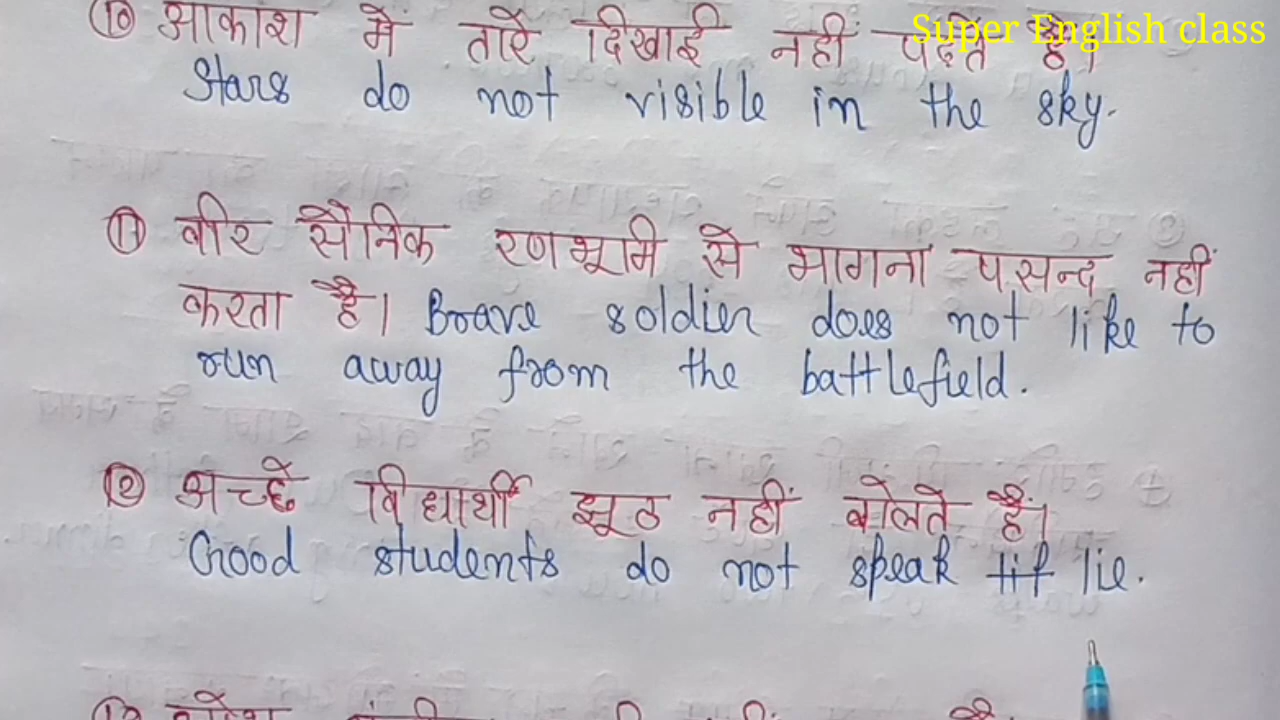 Super English class
⑩ आकाश में तारे दिखाई नहीं पड़ते हैं।
Stars do not visible in the sky.
⑪ वीर सैनिक रणभूमि से भागना पसन्द नहीं
करता है। Brave soldier does not like to
run away from the battlefield.
⑫ अच्छे विद्यार्थी झूठ नहीं बोलते हैं।
Good students do not speak lie.